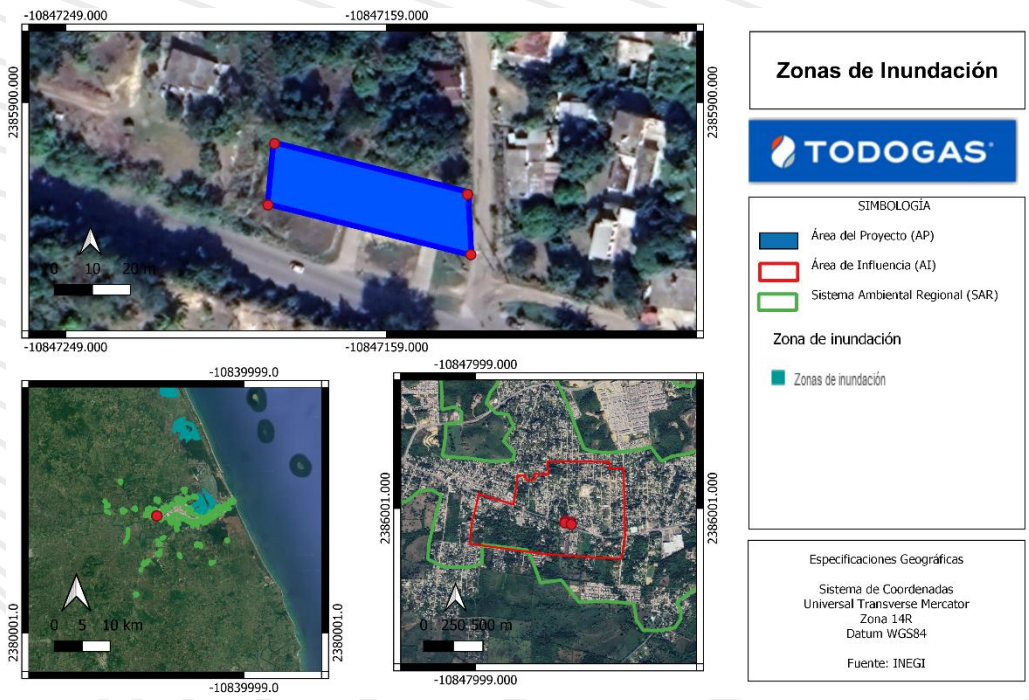 -10847249.000
-10847159.000
2385900.000
2385900.000
0 10 20 m
-10847249.000
-10847159.000
Zonas de Inundación
TODOGAS
SIMBOLOGÍA
Área del Proyecto (AP)
Área de Influencia (AI)
Sistema Ambiental Regional (SAR)
Zona de inundación
Zonas de inundación
-10839999.0
2380001.0
2380001.0
0 5 10 km
-10839999.0
-10847999.000
2386001.000
2386001.000
0 250 500 m
-10847999.000
Especificaciones Geográficas
Sistema de Coordenadas
Universal Transverse Mercator
Zona 14R
Datum WGS84
Fuente: INEGI